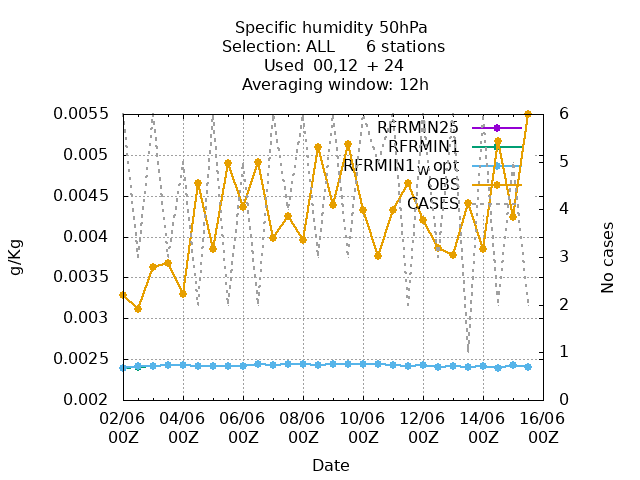 Specific humidity 50hPa
Selection: ALL 6 stations
Used 00,12 + 24
Averaging window: 12h
g/Kg
0.0055
0.005
0.0045
0.004
0.0035
0.003
0.0025
0.002
RFRMIN25
RFRMIN1
RFRMIN1w opt
OBS
CASES
6
5
4
3
2
1
0
No cases
02/06 04/06 06/06 08/06 10/06 12/06 14/06 16/06
00Z 00Z 00Z 00Z 00Z 00Z 00Z 00Z
Date